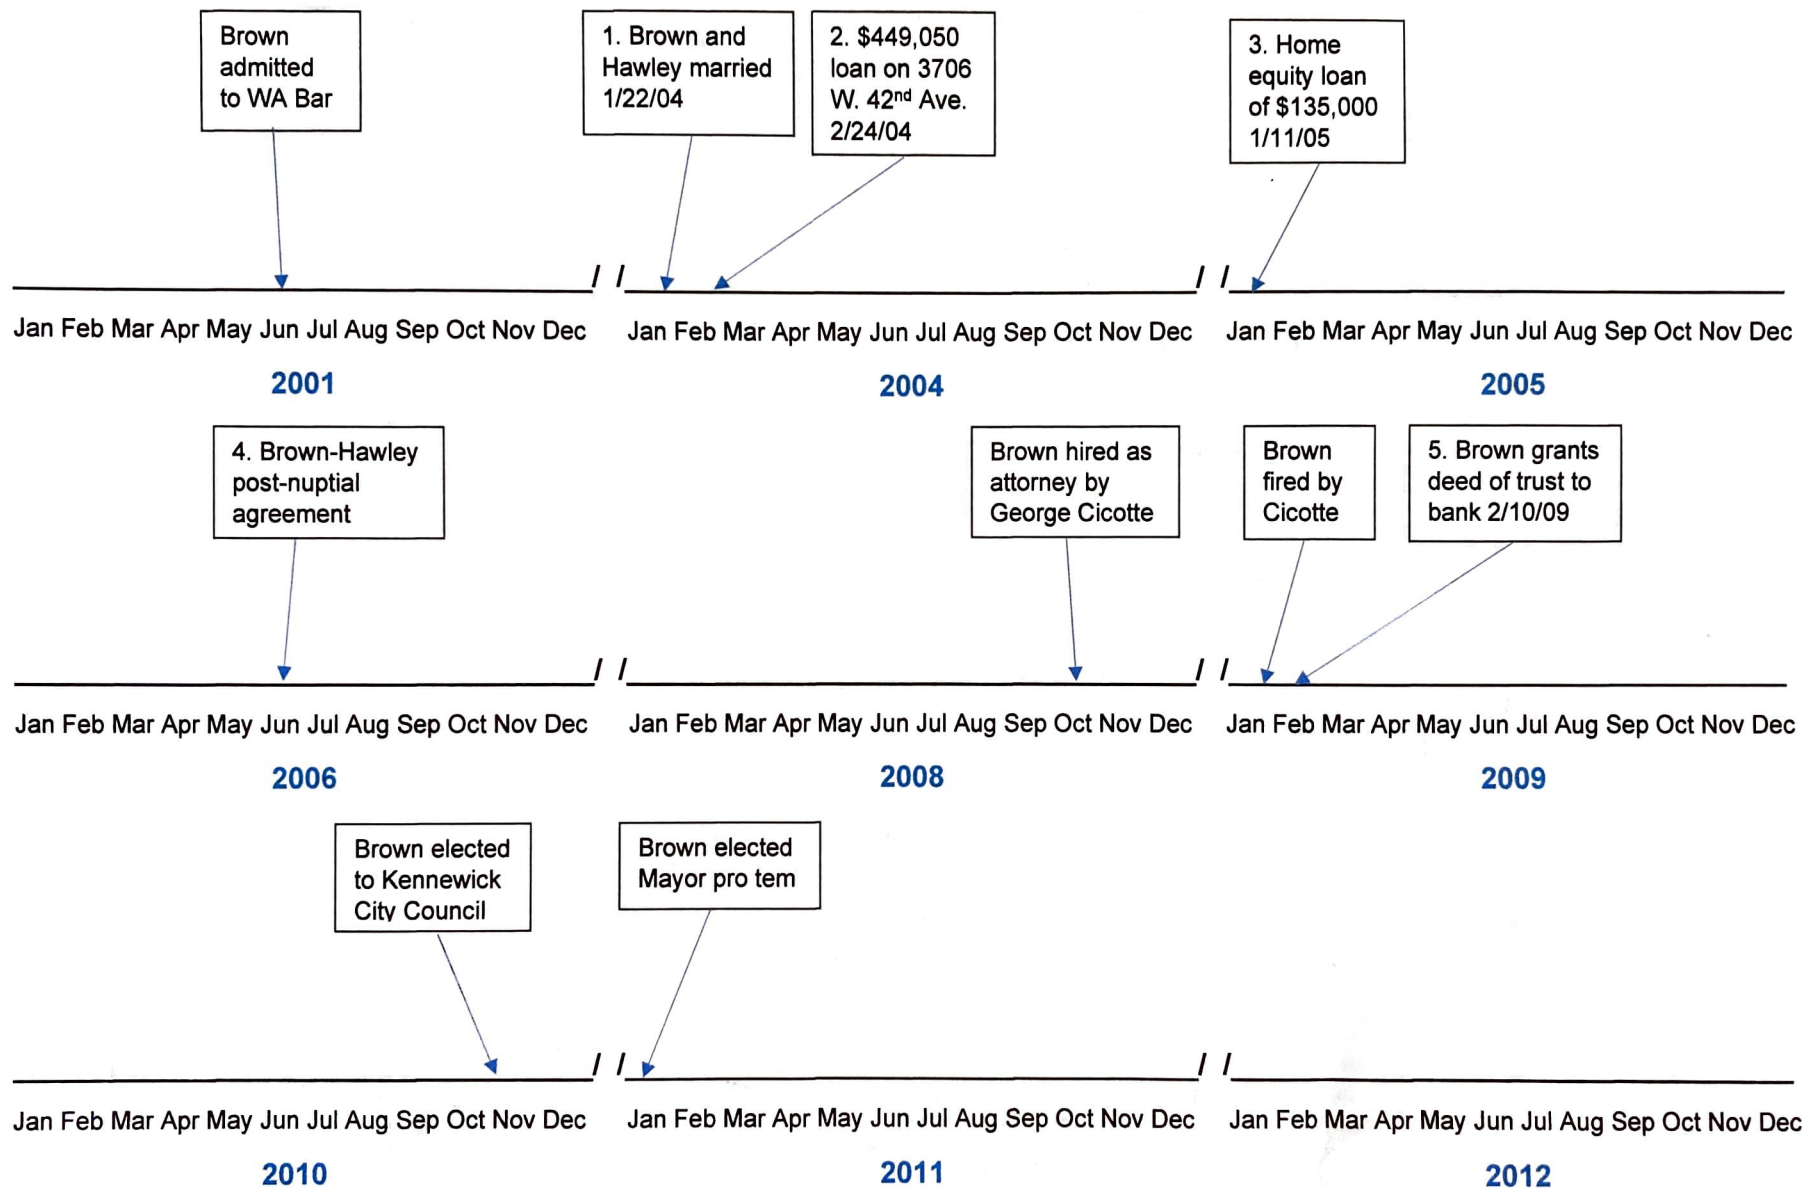 Brown
admitted
to WA Bar
1. Brown and
Hawley married
1/22/04
2. $449,050
loan on 3706
W. 42nd Ave.
2/24/04
3. Home
equity loan
of $135,000
1/11/05
/ /
/ /
Jan Feb Mar Apr May Jun Jul Aug Sep Oct Nov Dec
Jan Feb Mar Apr May Jun Jul Aug Sep Oct Nov Dec
Jan Feb Mar Apr May Jun Jul Aug Sep Oct Nov Dec
2001
2004
2005
4. Brown-Hawley
post-nuptial
agreement
Brown hired as
attorney by
George Cicotte
Brown
fired by
Cicotte
5. Brown grants
deed of trust to
bank 2/10/09
/ /
/ /
Jan Feb Mar Apr May Jun Jul Aug Sep Oct Nov Dec
Jan Feb Mar Apr May Jun Jul Aug Sep Oct Nov Dec
Jan Feb Mar Apr May Jun Jul Aug Sep Oct Nov Dec
2006
2008
2009
Brown elected
to Kennewick
City Council
Brown elected
Mayor pro tem
/ /
/ /
Jan Feb Mar Apr May Jun Jul Aug Sep Oct Nov Dec
Jan Feb Mar Apr May Jun Jul Aug Sep Oct Nov Dec
Jan Feb Mar Apr May Jun Jul Aug Sep Oct Nov Dec
2010
2011
2012